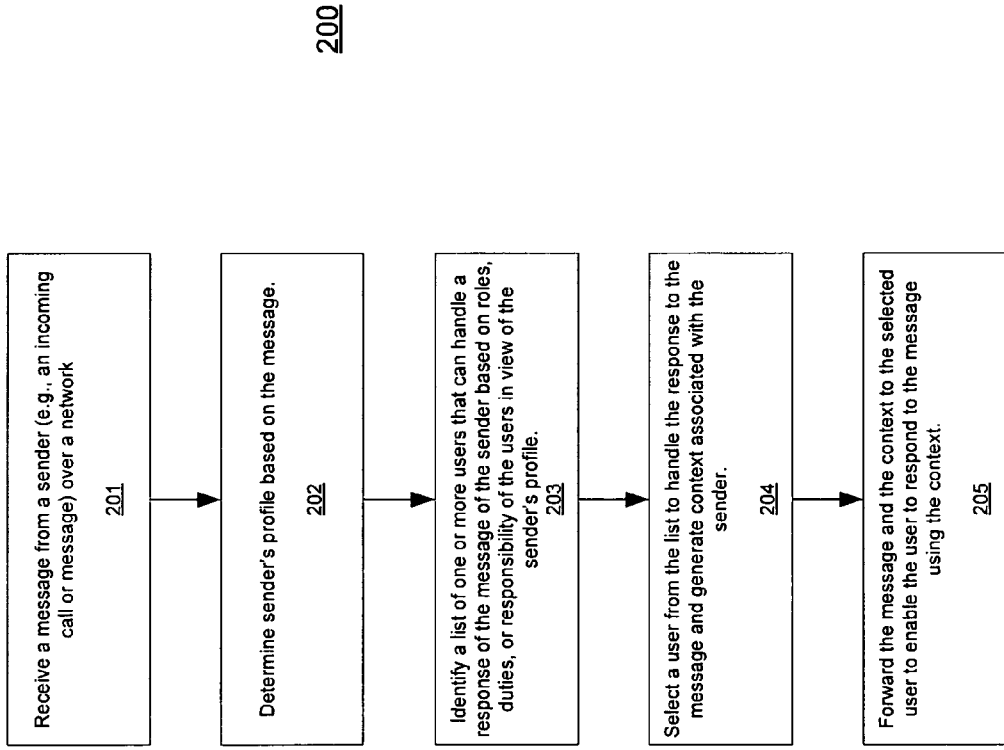 Receive a message from a sender (e.g., an incoming
call or message) over a network
201
Determine sender's profile based on the message.
202
Identify a list of one or more users that can handle a
response of the message of the sender based on roles,
duties, or responsibility of the users in view of the
sender's profile.
203
Select a user from the list to handle the response to the
message and generate context associated with the
sender.
204
Forward the message and the context to the selected
user to enable the user to respond to the message
using the context.
205
200